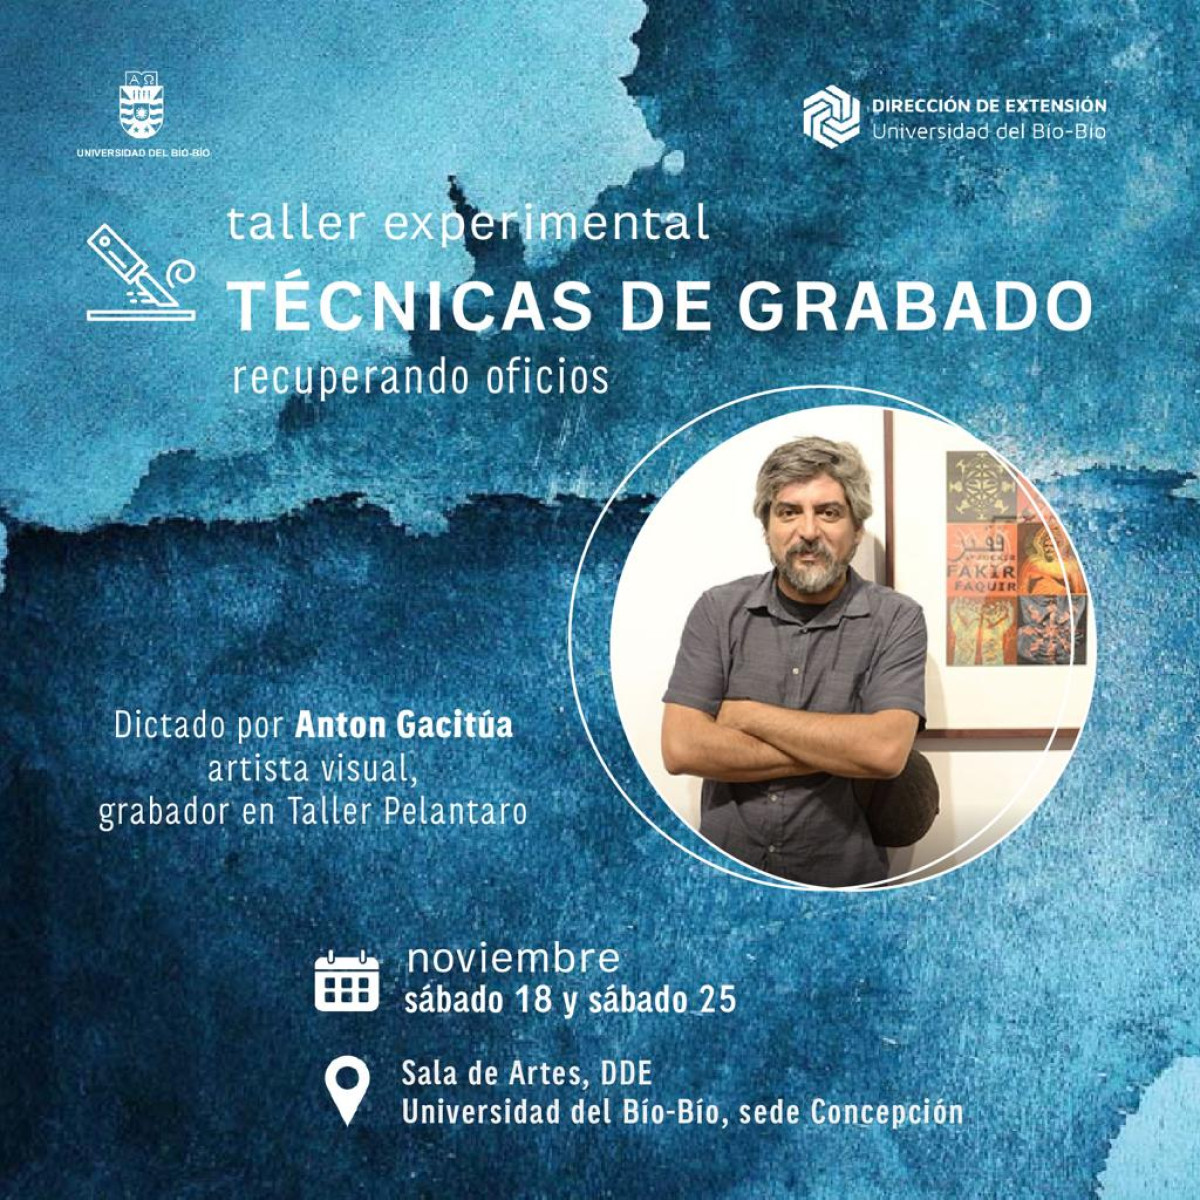 ΑΩ
UNIVERSIDAD DEL BÍO-BÍO
DIRECCIÓN DE EXTENSIÓN
Universidad del Bío-Bío
taller experimental
TÉCNICAS DE GRABADO
recuperando oficios
فقير
FAKIR
FAQUIR
Dictado por Anton Gacitúa
artista visual,
grabador en Taller Pelantaro
noviembre
sábado 18 y sábado 25
Sala de Artes, DDE
Universidad del Bío-Bío, sede Concepción